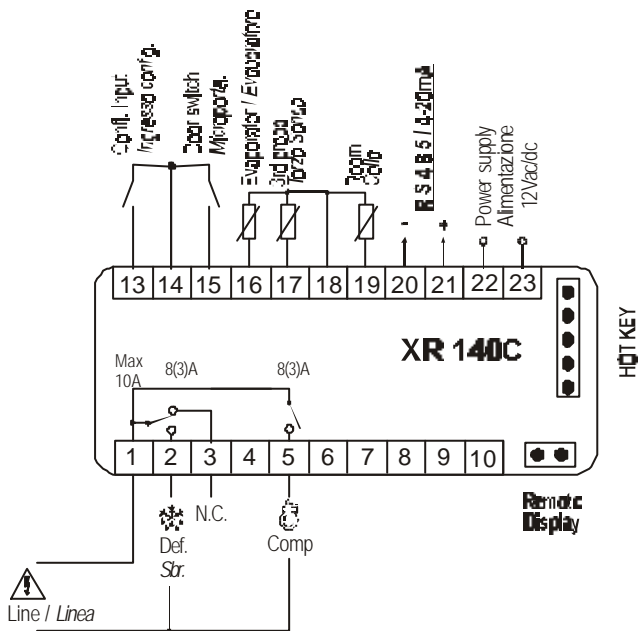 Confi. Input
Ingresso config.
Door switch
Microporta.
Evaporator / Evaporatore
3rd probe
Terza Sonda
Room
Cella
-
RS485 / 4-20mA
+
Power supply
Alimentazione
12Vac/dc
13 14 15 16 17 18 19 20 21 22 23
XR 140C
HOT KEY
Max
10A
8(3)A
8(3)A
1 2 3 4 5 6 7 8 9 10
N.C.
Def.
Sbr.
Comp
Remote
Display
Line / Linea